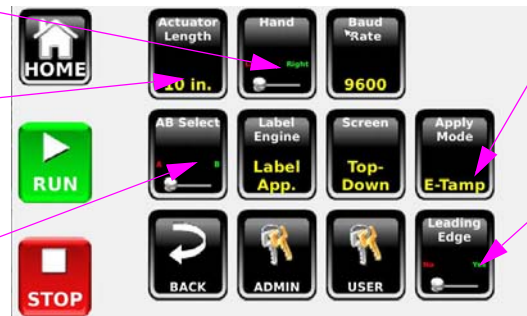 HOME
Actuator
Length
10 in.
Hand
Right
Baud
Rate
9600
RUN
AB Select
A
B
Label
Engine
Label
App.
Screen
Top-
Down
Apply
Mode
E-Tamp
STOP
BACK
ADMIN
USER
Leading
Edge
No
Yes